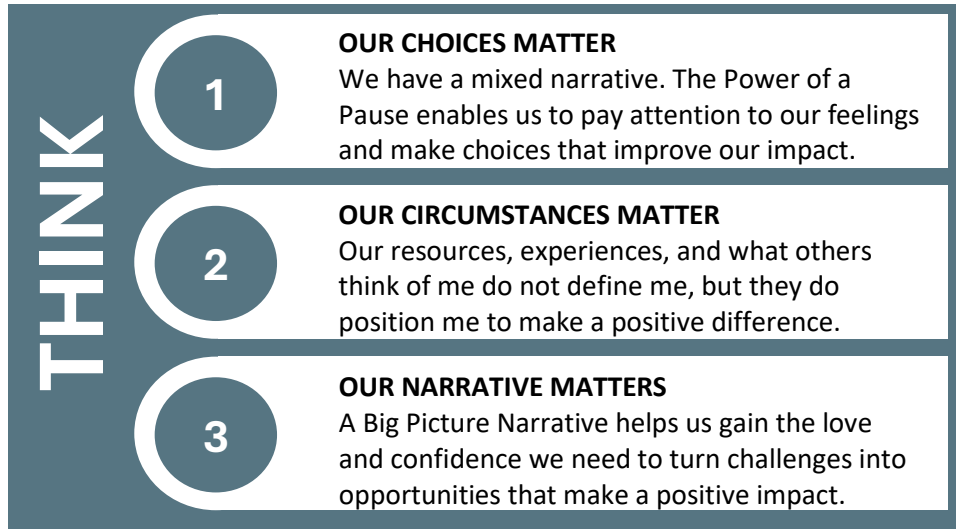 THINK
1
OUR CHOICES MATTER
We have a mixed narrative. The Power of a
Pause enables us to pay attention to our feelings
and make choices that improve our impact.
2
OUR CIRCUMSTANCES MATTER
Our resources, experiences, and what others
think of me do not define me, but they do
position me to make a positive difference.
3
OUR NARRATIVE MATTERS
A Big Picture Narrative helps us gain the love
and confidence we need to turn challenges into
opportunities that make a positive impact.